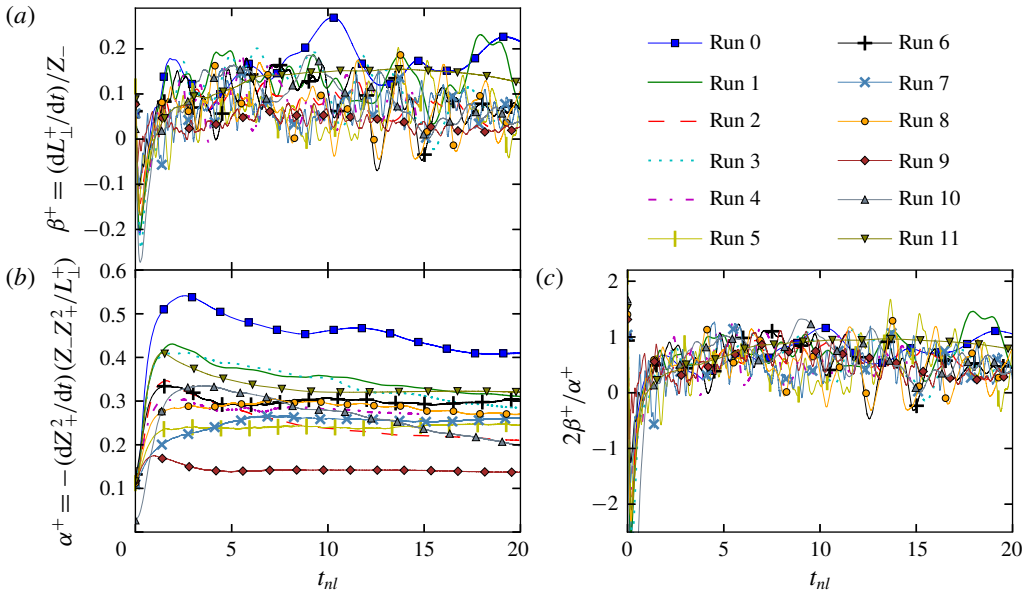 (a)
β⁺ = (dL⊥⁺/dt)/Z₋
0.2
0.1
0
−0.1
−0.2
Run 0
Run 1
Run 2
Run 3
Run 4
Run 5
Run 6
Run 7
Run 8
Run 9
Run 10
Run 11
(b)
α⁺ = −(dZ₊²/dt)(Z₋Z₊²/L⊥⁺)
0.6
0.5
0.4
0.3
0.2
0.1
0 5 10 15 20
tₙₗ
(c)
2β⁺/α⁺
2
1
0
−1
−2
0 5 10 15 20
tₙₗ